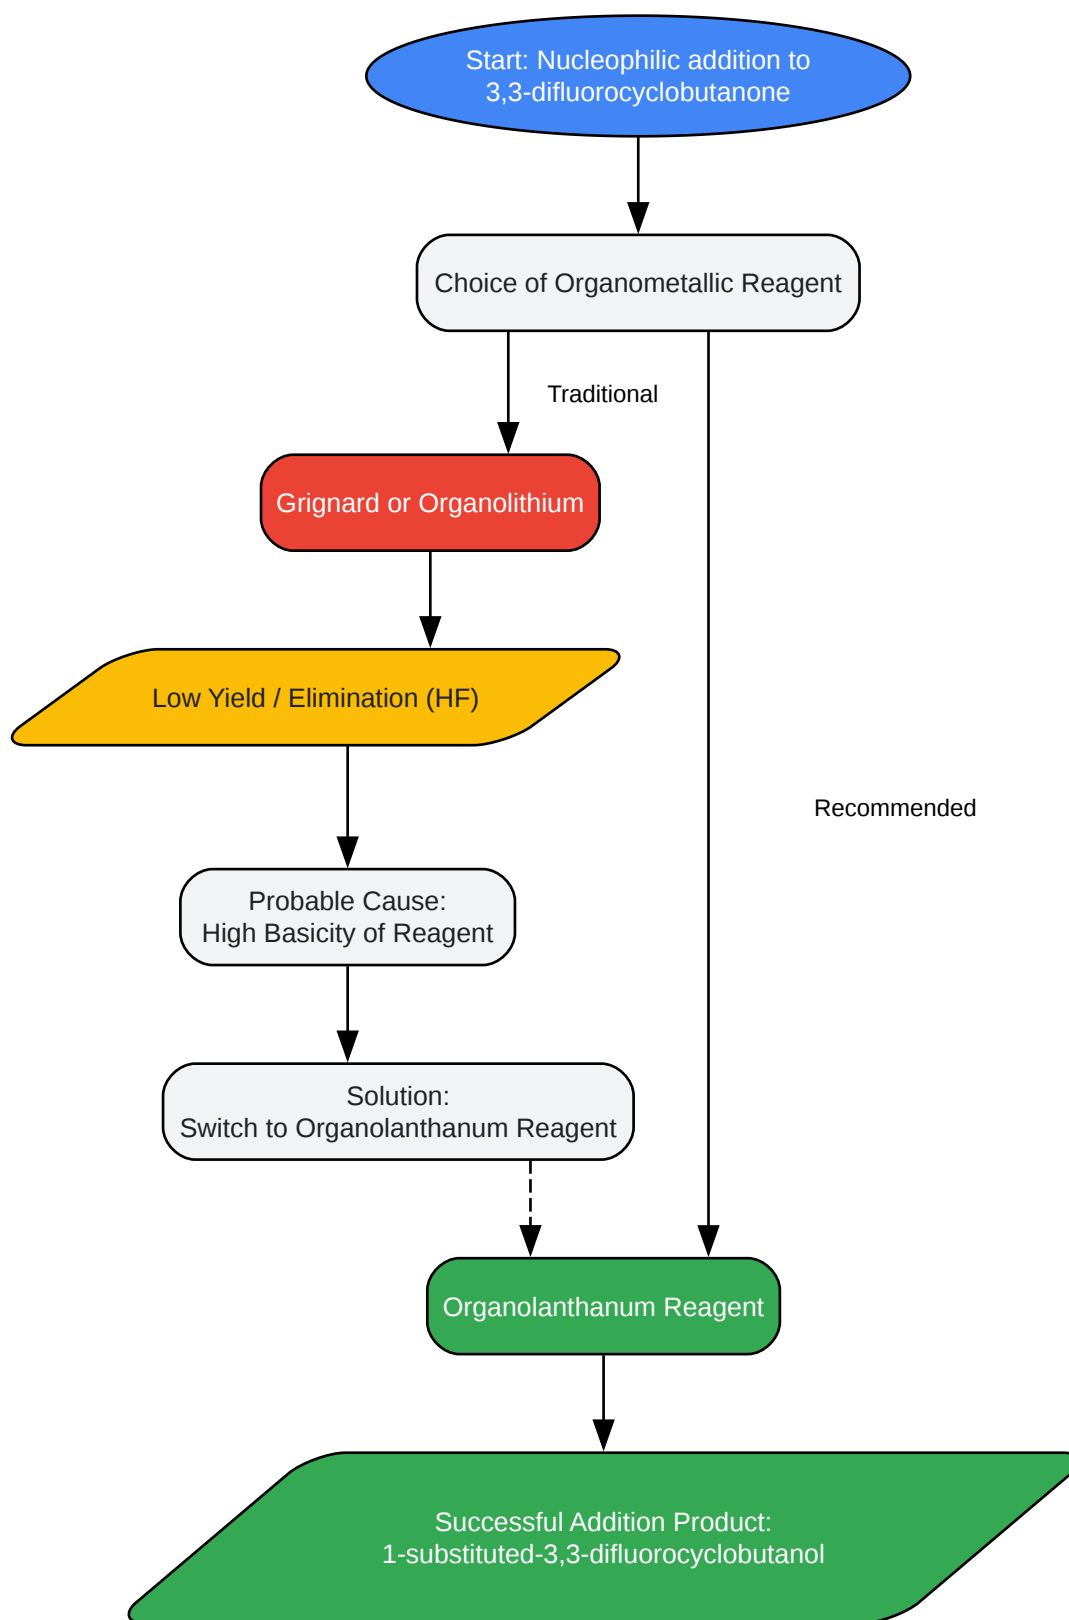 Start: Nucleophilic addition to
3,3-difluorocyclobutanone
Choice of Organometallic Reagent
Traditional
Grignard or Organolithium
Low Yield / Elimination (HF)
Recommended
Probable Cause:
High Basicity of Reagent
Solution:
Switch to Organolanthanum Reagent
Organolanthanum Reagent
Successful Addition Product:
1-substituted-3,3-difluorocyclobutanol